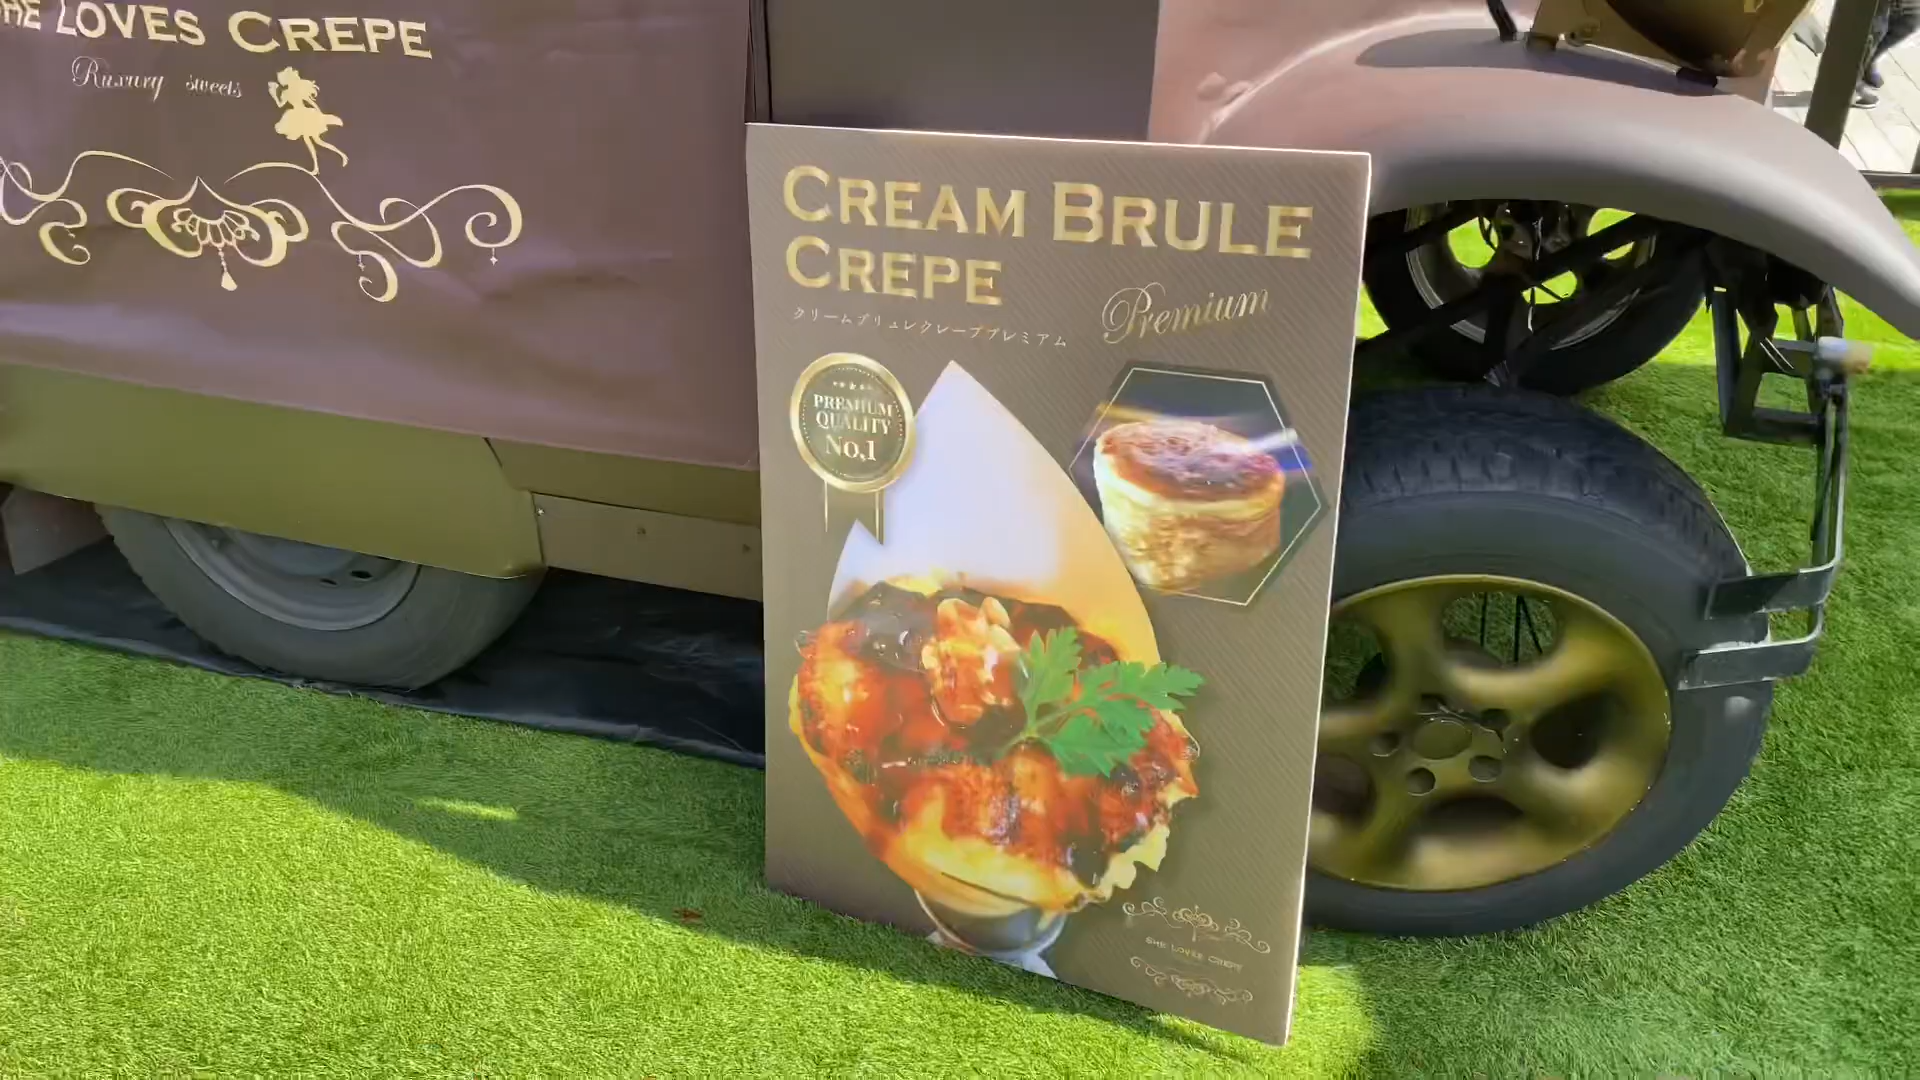 SHE LOVES CREPE
Ruxury sweets
CREAM BRULE
CREPE
Premium
クリームブリュレクレーププレミアム
PREMIUM
QUALITY
No.1
SHE LOVES CREPE